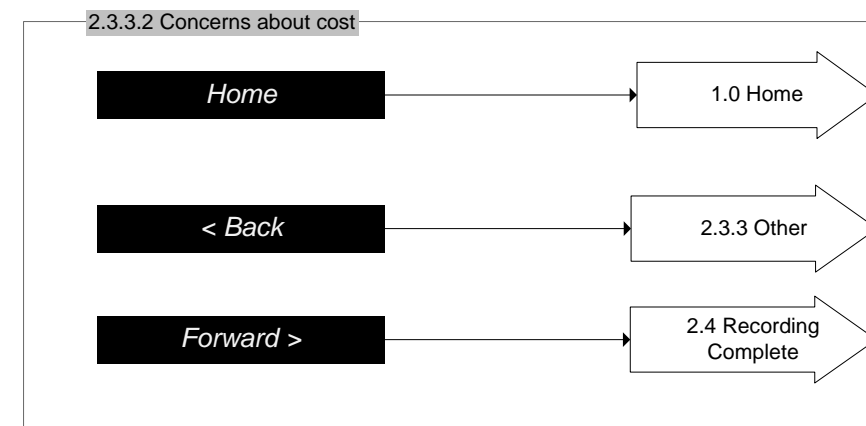 2.3.3.2 Concerns about cost
Home
1.0 Home
< Back
2.3.3 Other
Forward >
2.4 Recording
Complete